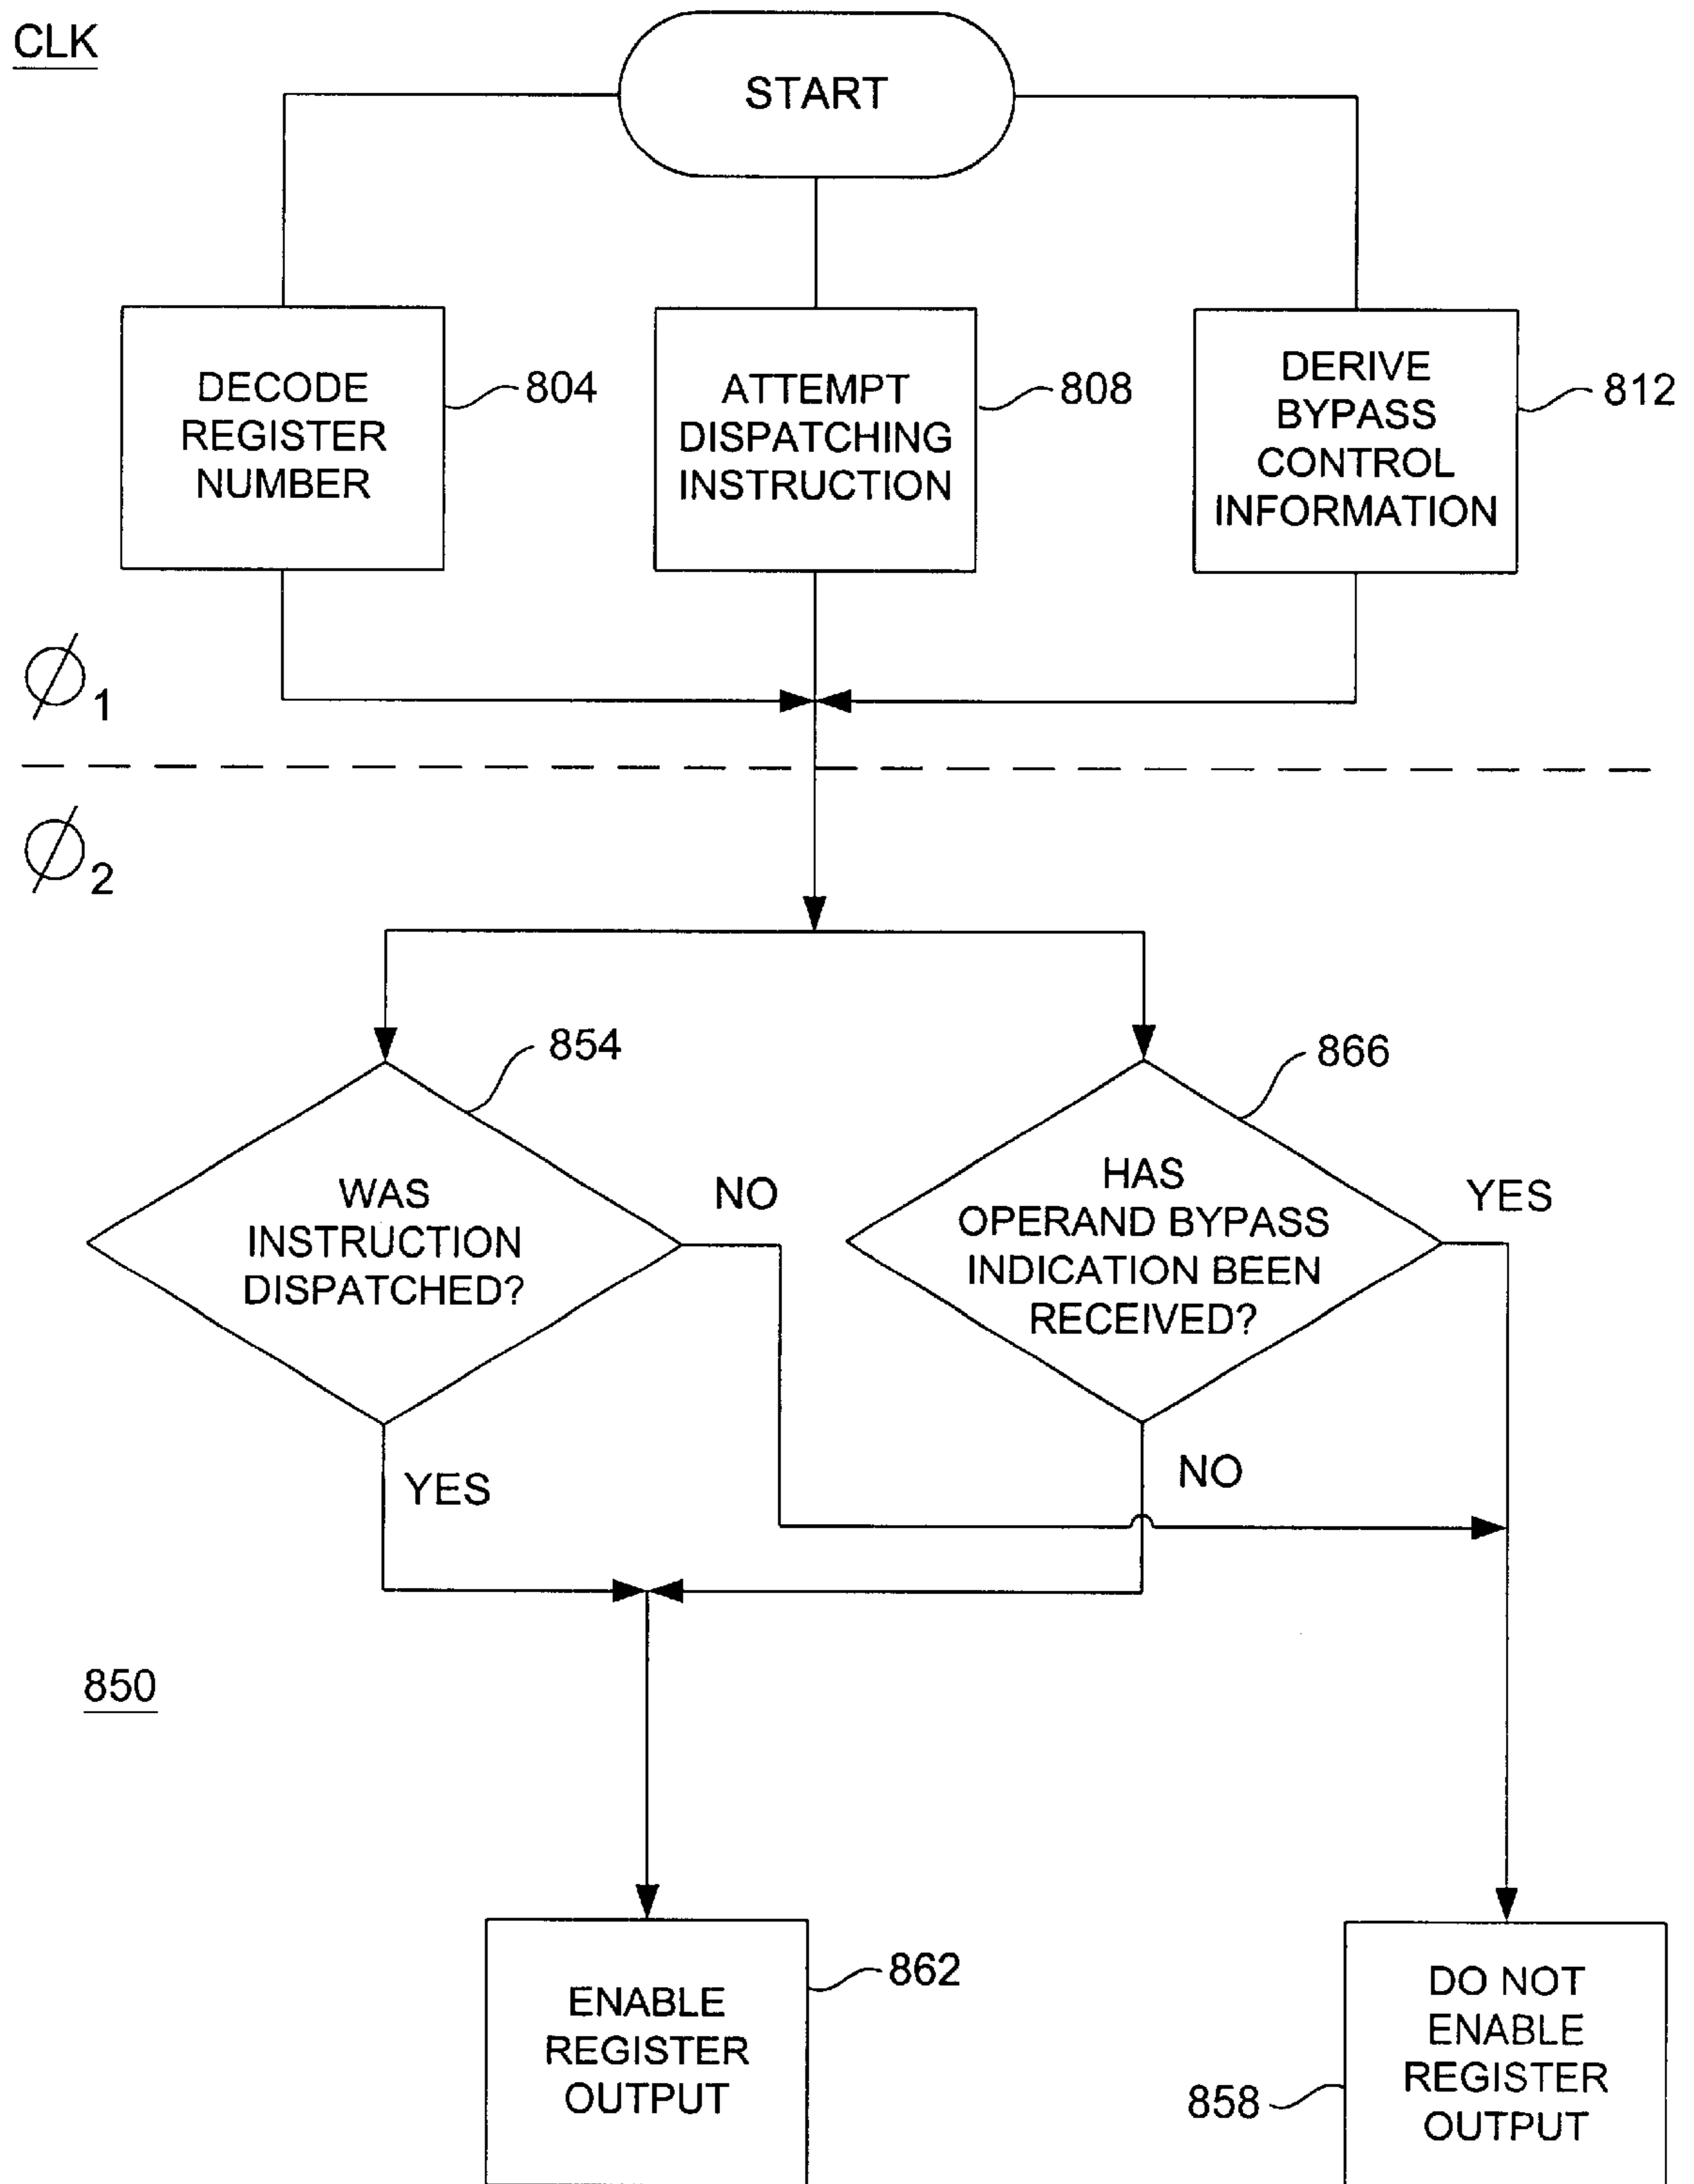 CLK
START
DECODE
REGISTER
NUMBER
804
ATTEMPT
DISPATCHING
INSTRUCTION
808
DERIVE
BYPASS
CONTROL
INFORMATION
812
∅1
∅2
854
WAS
INSTRUCTION
DISPATCHED?
NO
YES
866
HAS
OPERAND BYPASS
INDICATION BEEN
RECEIVED?
YES
NO
850
ENABLE
REGISTER
OUTPUT
862
DO NOT
ENABLE
REGISTER
OUTPUT
858